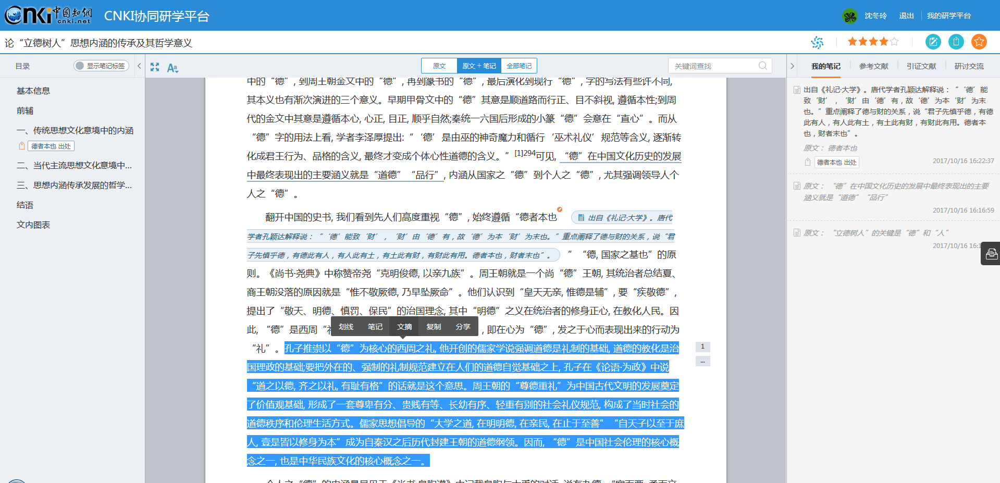 CNKI中国知網
cnki.net
CNKI协同研学平台
沈冬玲 退出 我的研学平台
论“立德树人”思想内涵的传承及其哲学意义
目录 显示笔记标签
基本信息
前辅
一、传统思想文化意境中的内涵
德者本也 出处
二、当代主流思想文化意境中...
三、思想内涵传承发展的哲学...
结语
文内图表
原文 原文+笔记 全部笔记
关键词查找
中的“德”, 到周王朝金文中的“德”, 再到篆书的“德”, 最后演化到现行“德”, 字的写法有些许不同,
其本义也有渐次演进的三个意义。早期甲骨文中的“德”其意是顺道路而行正、目不斜视, 遵循本性;到周
代的金文中其意是遵循本心, 心正, 目正, 顺乎自然;秦统一六国后形成的小篆“德”会意在“直心”。而从
“德”字的用法上看, 学者李泽厚提出: “‘德’是由巫的神奇魔力和循行‘巫术礼仪’规范等含义, 逐渐转
化成君王行为、品格的含义, 最终才变成个体心性道德的含义。”[1]294可见, “德”在中国文化历史的发展
中最终表现出的主要涵义就是“道德”“品行”, 内涵从国家之“德”到个人之“德”, 尤其强调领导人个
人之“德”。
翻开中国的史书, 我们看到先人们高度重视“德”, 始终遵循“德者本也 出自《礼记·大学》。唐代
学者孔颖达解释说：“‘德’能致‘财’，‘财’由‘德’有，故‘德’为本‘财’为末也。”重点阐释了德与财的关系，说“君
子先慎乎德，有德此有人，有人此有土，有土此有财，有财此有用。德者本也，财者末也”。 ”“德, 国家之基也”的原
则。《尚书·尧典》中称赞帝尧“克明俊德, 以亲九族”。周王朝就是一个尚“德”王朝, 其统治者总结夏、
商王朝没落的原因就是“惟不敬厥德, 乃早坠厥命”。他们认识到“皇天无亲, 惟德是辅”, 要“疾敬德”,
提出了“敬天、明德、慎罚、保民”的治国理念, 其中“明德”之义在统治者的修身正心, 在教化人民。因
此, “德”是西周“ , 即在心为“德”, 发之于心而表现出来的行动为
划线 笔记 文摘 复制 分享
“礼”。孔子推崇以“德”为核心的西周之礼, 他开创的儒家学说强调道德是礼制的基础, 道德的教化是治
国理政的基础;要把外在的、强制的礼制规范建立在人们的道德自觉基础之上, 孔子在《论语·为政》中说
“道之以德, 齐之以礼, 有耻有格”的话就是这个意思。周王朝的“尊德重礼”为中国古代文明的发展奠定
了价值观基础, 形成了一套尊卑有分、贵贱有等、长幼有序、轻重有别的社会礼仪规范, 构成了当时社会的
道德秩序和伦理生活方式。儒家思想倡导的“大学之道, 在明明德, 在亲民, 在止于至善”“自天子以至于庶
人, 壹是皆以修身为本”成为自秦汉之后历代封建王朝的道德纲领。因而, “德”是中国社会伦理的核心概
念之一, 也是中华民族文化的核心概念之一。
1
...
我的笔记 参考文献 引证文献 研讨交流
出自《礼记·大学》。唐代学者孔颖达解释说：“‘德’能
致‘财’，‘财’由‘德’有，故‘德’为本‘财’为末
也。”重点阐释了德与财的关系，说“君子先慎乎德，有德
此有人，有人此有土，有土此有财，有财此有用。德者本
也，财者末也”。
原文：德者本也
德者本也 出处 2017/10/16 16:22:37
原文：“德”在中国文化历史的发展中最终表现出的主要
涵义就是“道德”“品行”
2017/10/16 16:16:59
原文：“立德树人”的关键是“德”和“人”
2017/10/16 16:1